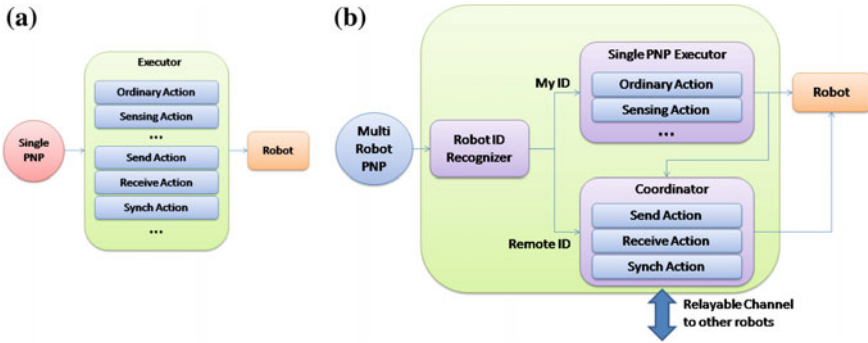 (a)
Executor
Ordinary Action
Sensing Action
...
Send Action
Receive Action
Synch Action
...
Single
PNP
Robot
(b)
Multi
Robot
PNP
Robot ID
Recognizer
My ID
Remote ID
Single PNP Executor
Ordinary Action
Sensing Action
...
Coordinator
Send Action
Receive Action
Synch Action
Robot
Relayable Channel
to other robots